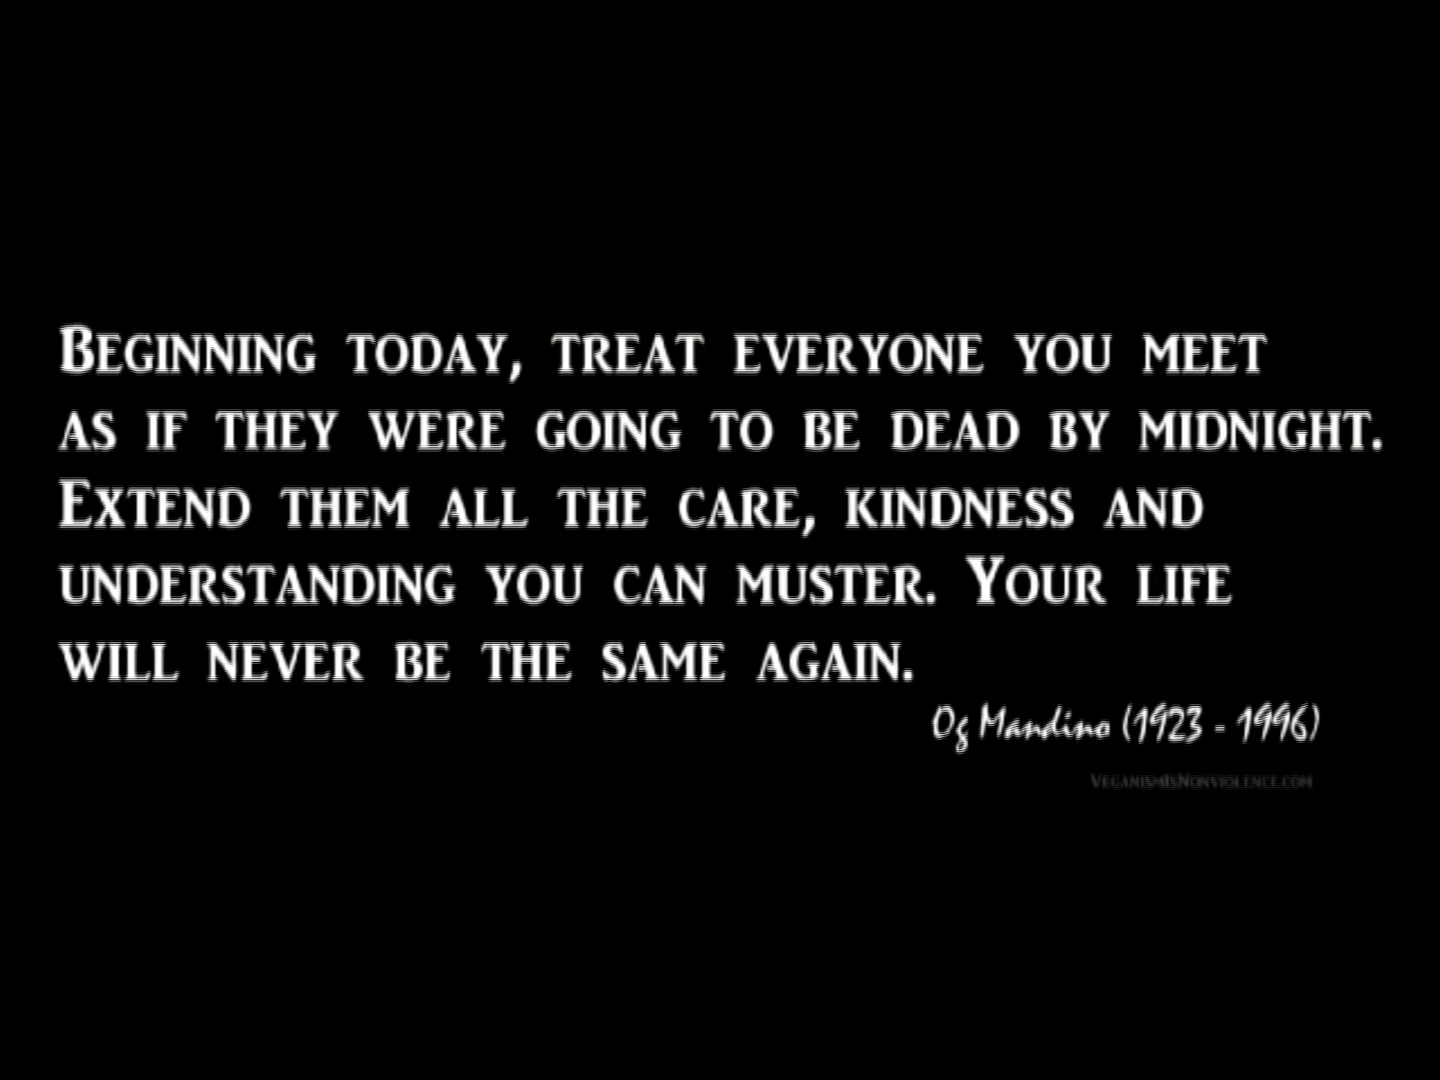 Beginning today, treat everyone you meet
as if they were going to be dead by midnight.
Extend them all the care, kindness and
understanding you can muster. Your life
will never be the same again.
Og Mandino (1923 - 1996)
VeganismIsNonviolence.com